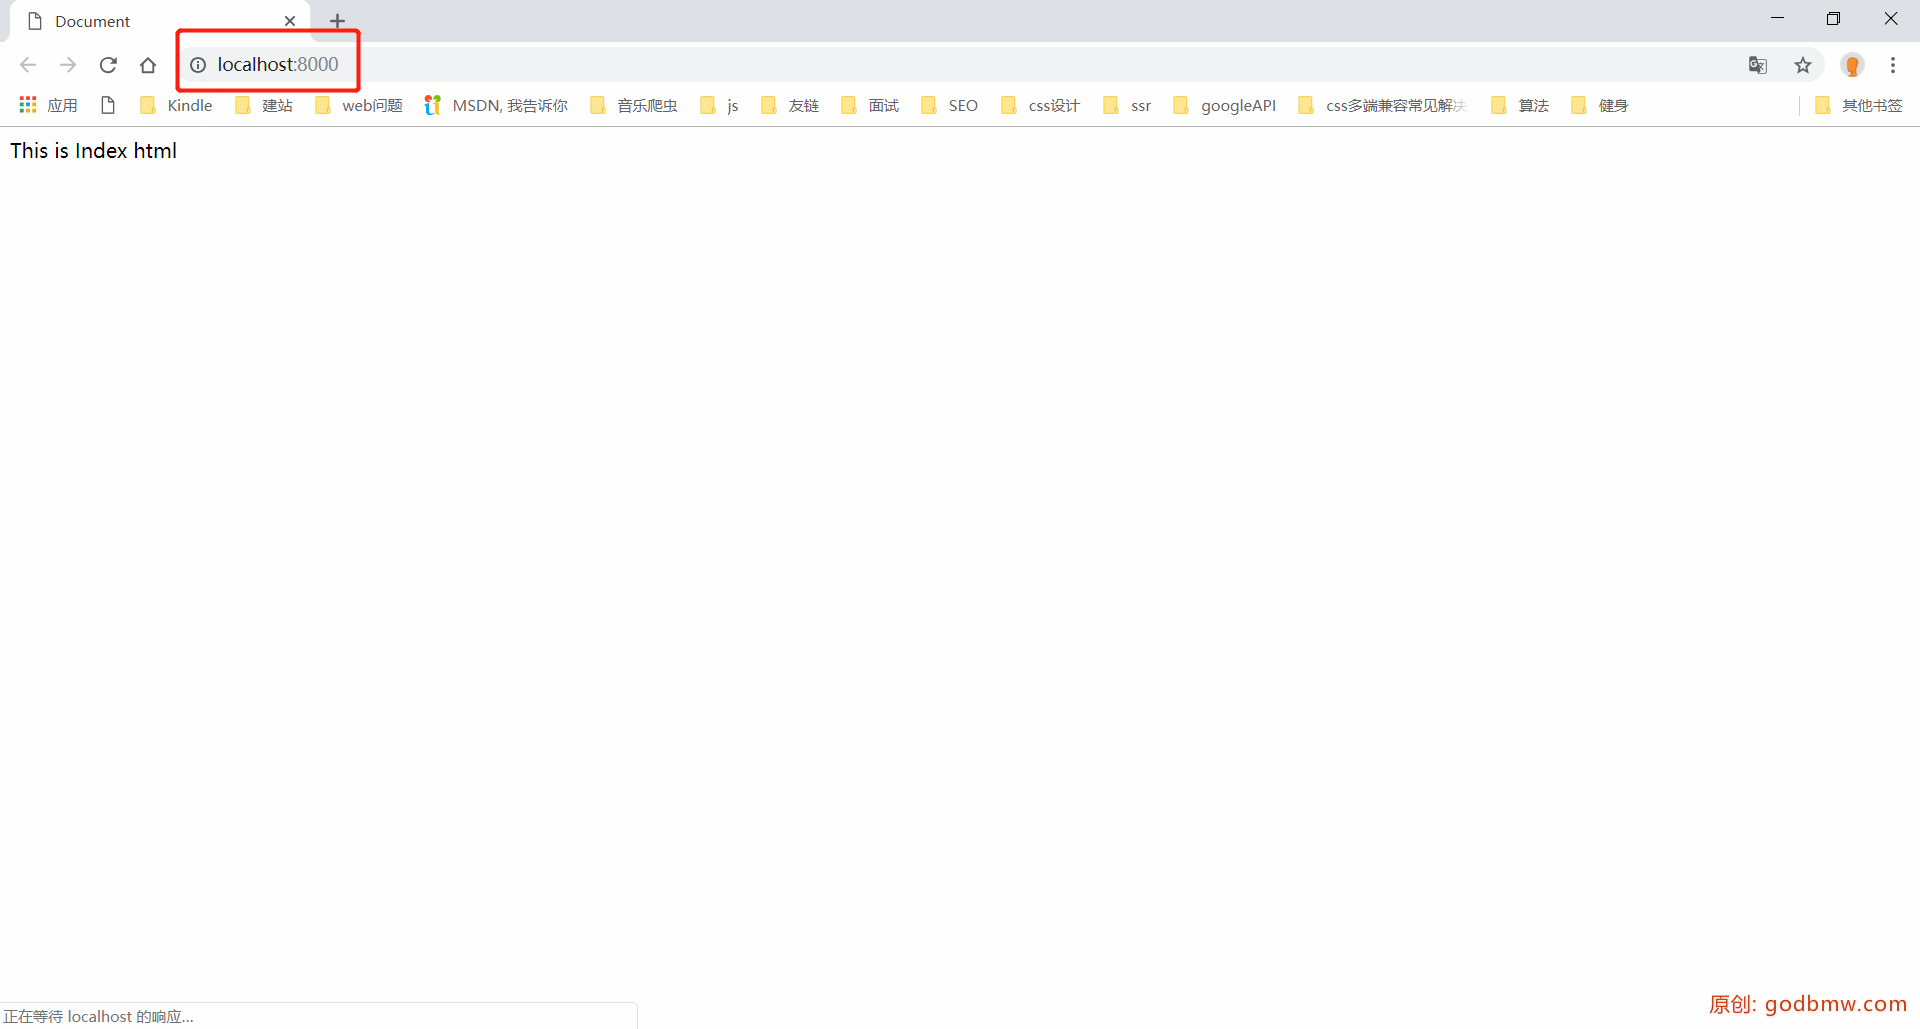 Document
localhost:8000
应用 Kindle 建站 web问题 MSDN, 我告诉你 音乐爬虫 js 友链 面试 SEO css设计 ssr googleAPI css多端兼容常见解决 算法 健身 其他书签
This is Index html
正在等待 localhost 的响应...
原创: godbmw.com